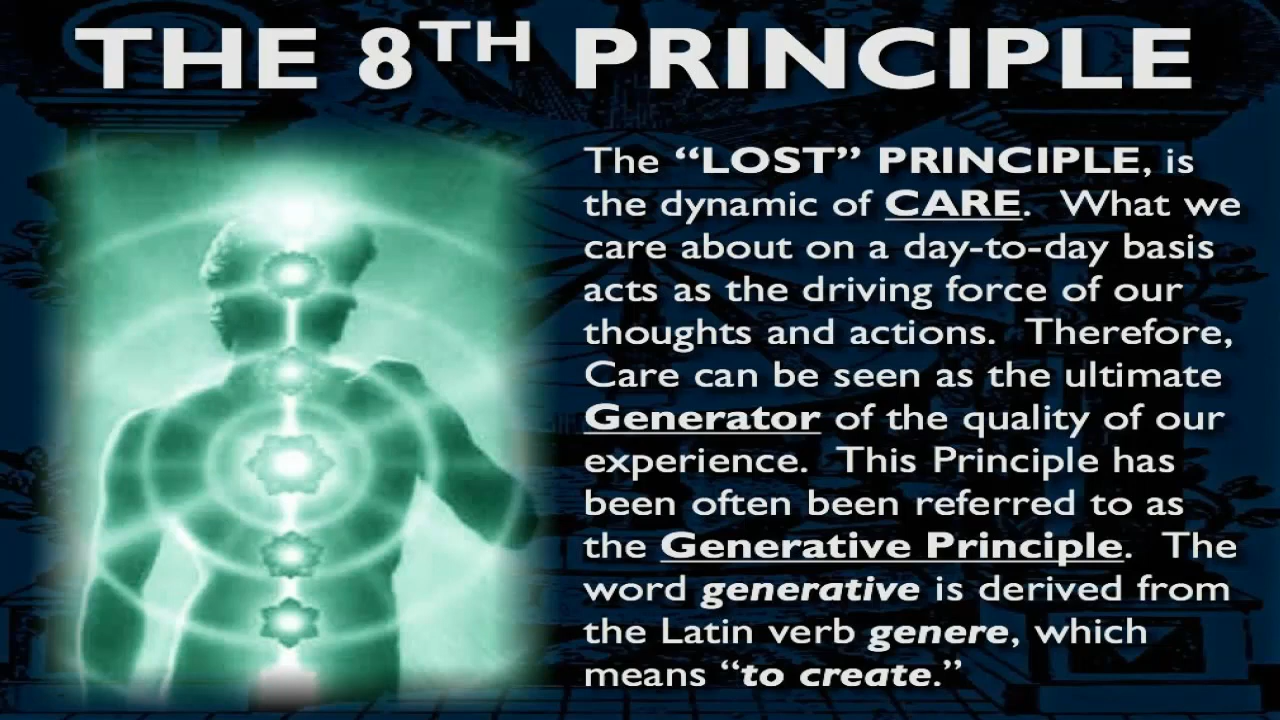 THE 8TH PRINCIPLE
PATER
The “LOST” PRINCIPLE, is
the dynamic of CARE. What we
care about on a day-to-day basis
acts as the driving force of our
thoughts and actions. Therefore,
Care can be seen as the ultimate
Generator of the quality of our
experience. This Principle has
been often been referred to as
the Generative Principle. The
word generative is derived from
the Latin verb genere, which
means “to create.”